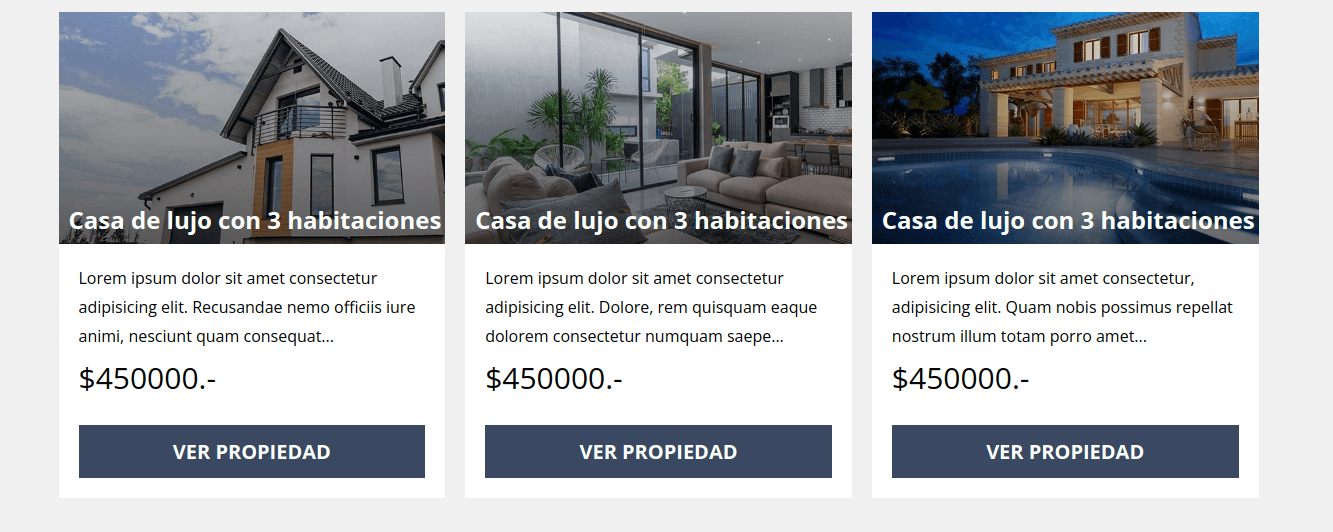 Casa de lujo con 3 habitaciones
Lorem ipsum dolor sit amet consectetur
adipisicing elit. Recusandae nemo officiis iure
animi, nesciunt quam consequat...
$450000.-
VER PROPIEDAD
Casa de lujo con 3 habitaciones
Lorem ipsum dolor sit amet consectetur
adipisicing elit. Dolore, rem quisquam eaque
dolorem consectetur numquam saepe...
$450000.-
VER PROPIEDAD
Casa de lujo con 3 habitaciones
Lorem ipsum dolor sit amet consectetur,
adipisicing elit. Quam nobis possimus repellat
nostrum illum totam porro amet...
$450000.-
VER PROPIEDAD